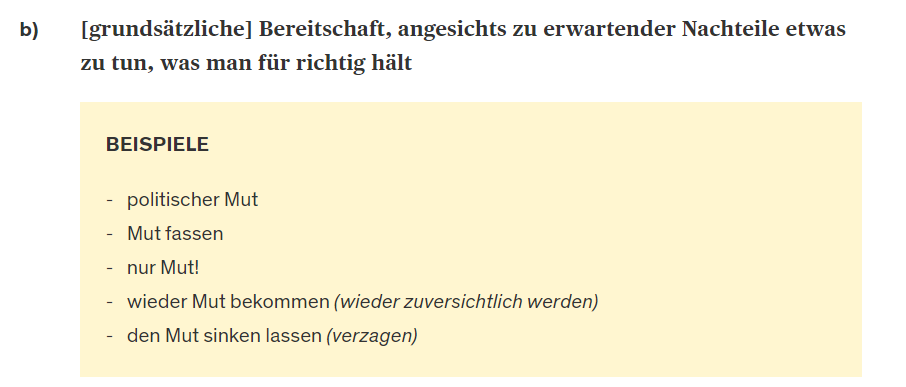 b) [grundsätzliche] Bereitschaft, angesichts zu erwartender Nachteile etwas
zu tun, was man für richtig hält
BEISPIELE
- politischer Mut
- Mut fassen
- nur Mut!
- wieder Mut bekommen (wieder zuversichtlich werden)
- den Mut sinken lassen (verzagen)